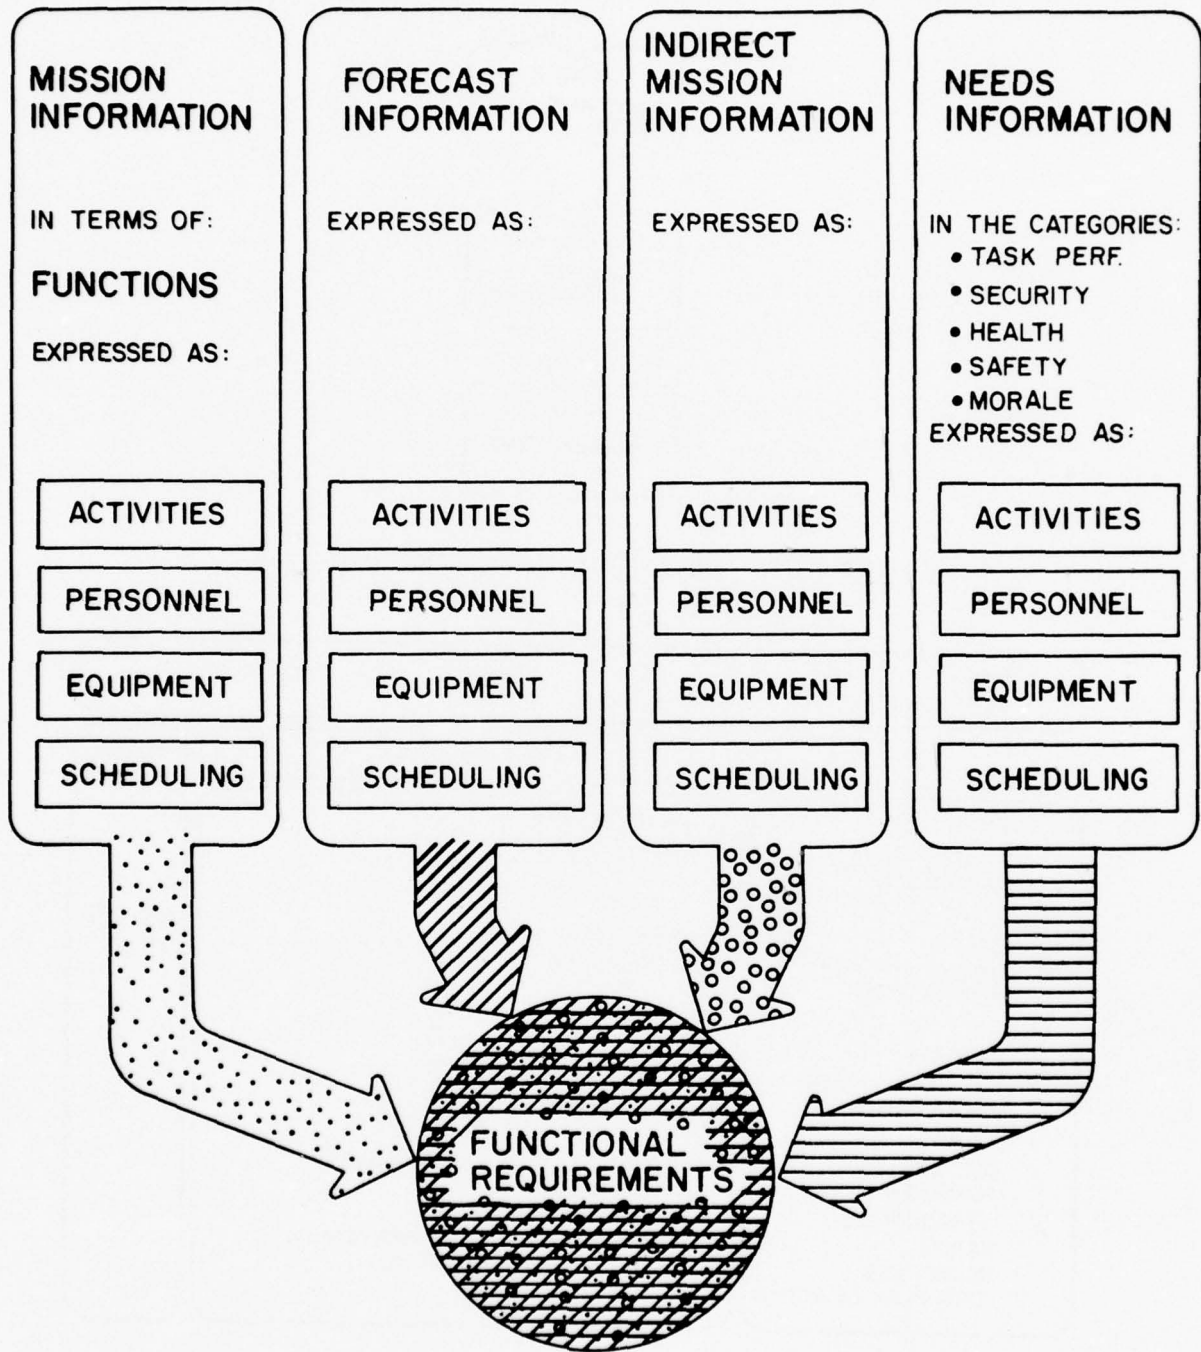 MISSION
INFORMATION
IN TERMS OF:
FUNCTIONS
EXPRESSED AS:
ACTIVITIES
PERSONNEL
EQUIPMENT
SCHEDULING
FORECAST
INFORMATION
EXPRESSED AS:
ACTIVITIES
PERSONNEL
EQUIPMENT
SCHEDULING
INDIRECT
MISSION
INFORMATION
EXPRESSED AS:
ACTIVITIES
PERSONNEL
EQUIPMENT
SCHEDULING
NEEDS
INFORMATION
IN THE CATEGORIES:
• TASK PERF.
• SECURITY
• HEALTH
• SAFETY
• MORALE
EXPRESSED AS:
ACTIVITIES
PERSONNEL
EQUIPMENT
SCHEDULING
FUNCTIONAL
REQUIREMENTS